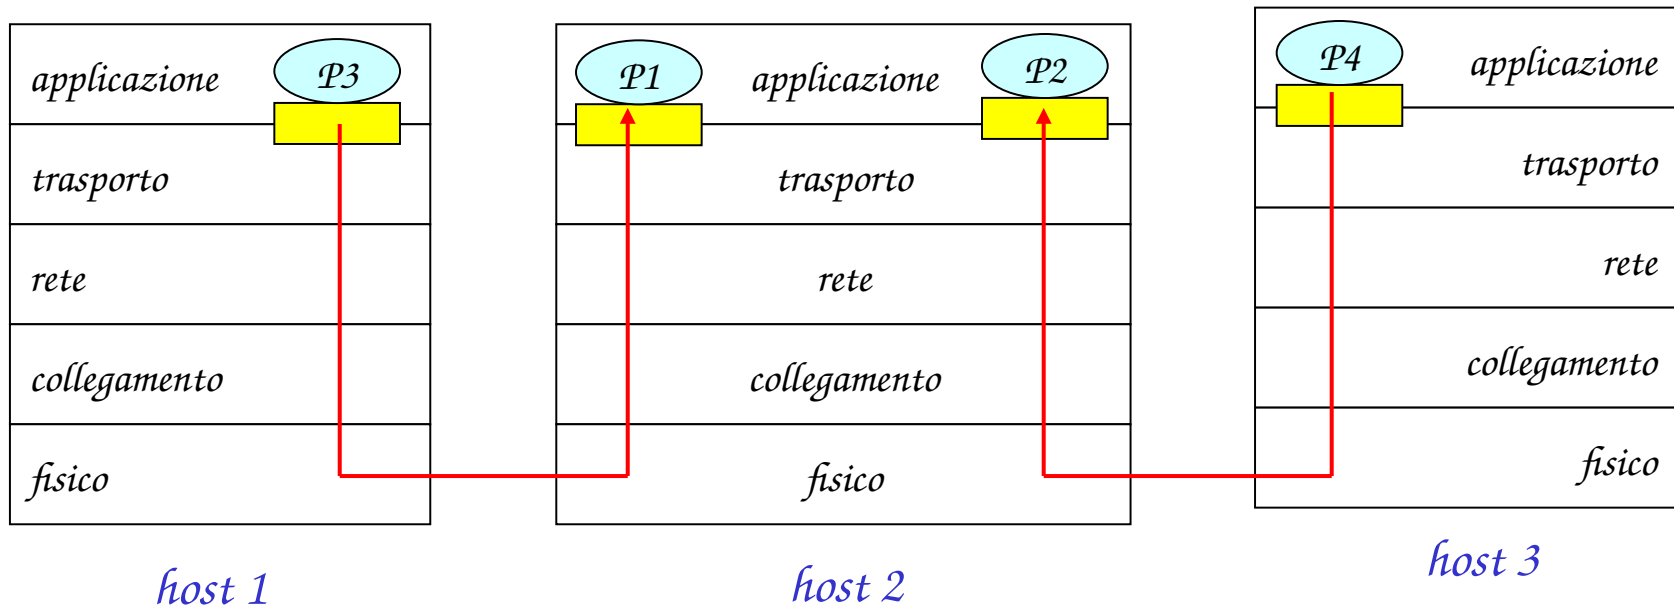 applicazione
P3
trasporto
rete
collegamento
fisico
host 1
P1
applicazione
P2
trasporto
rete
collegamento
fisico
host 2
P4
applicazione
trasporto
rete
collegamento
fisico
host 3